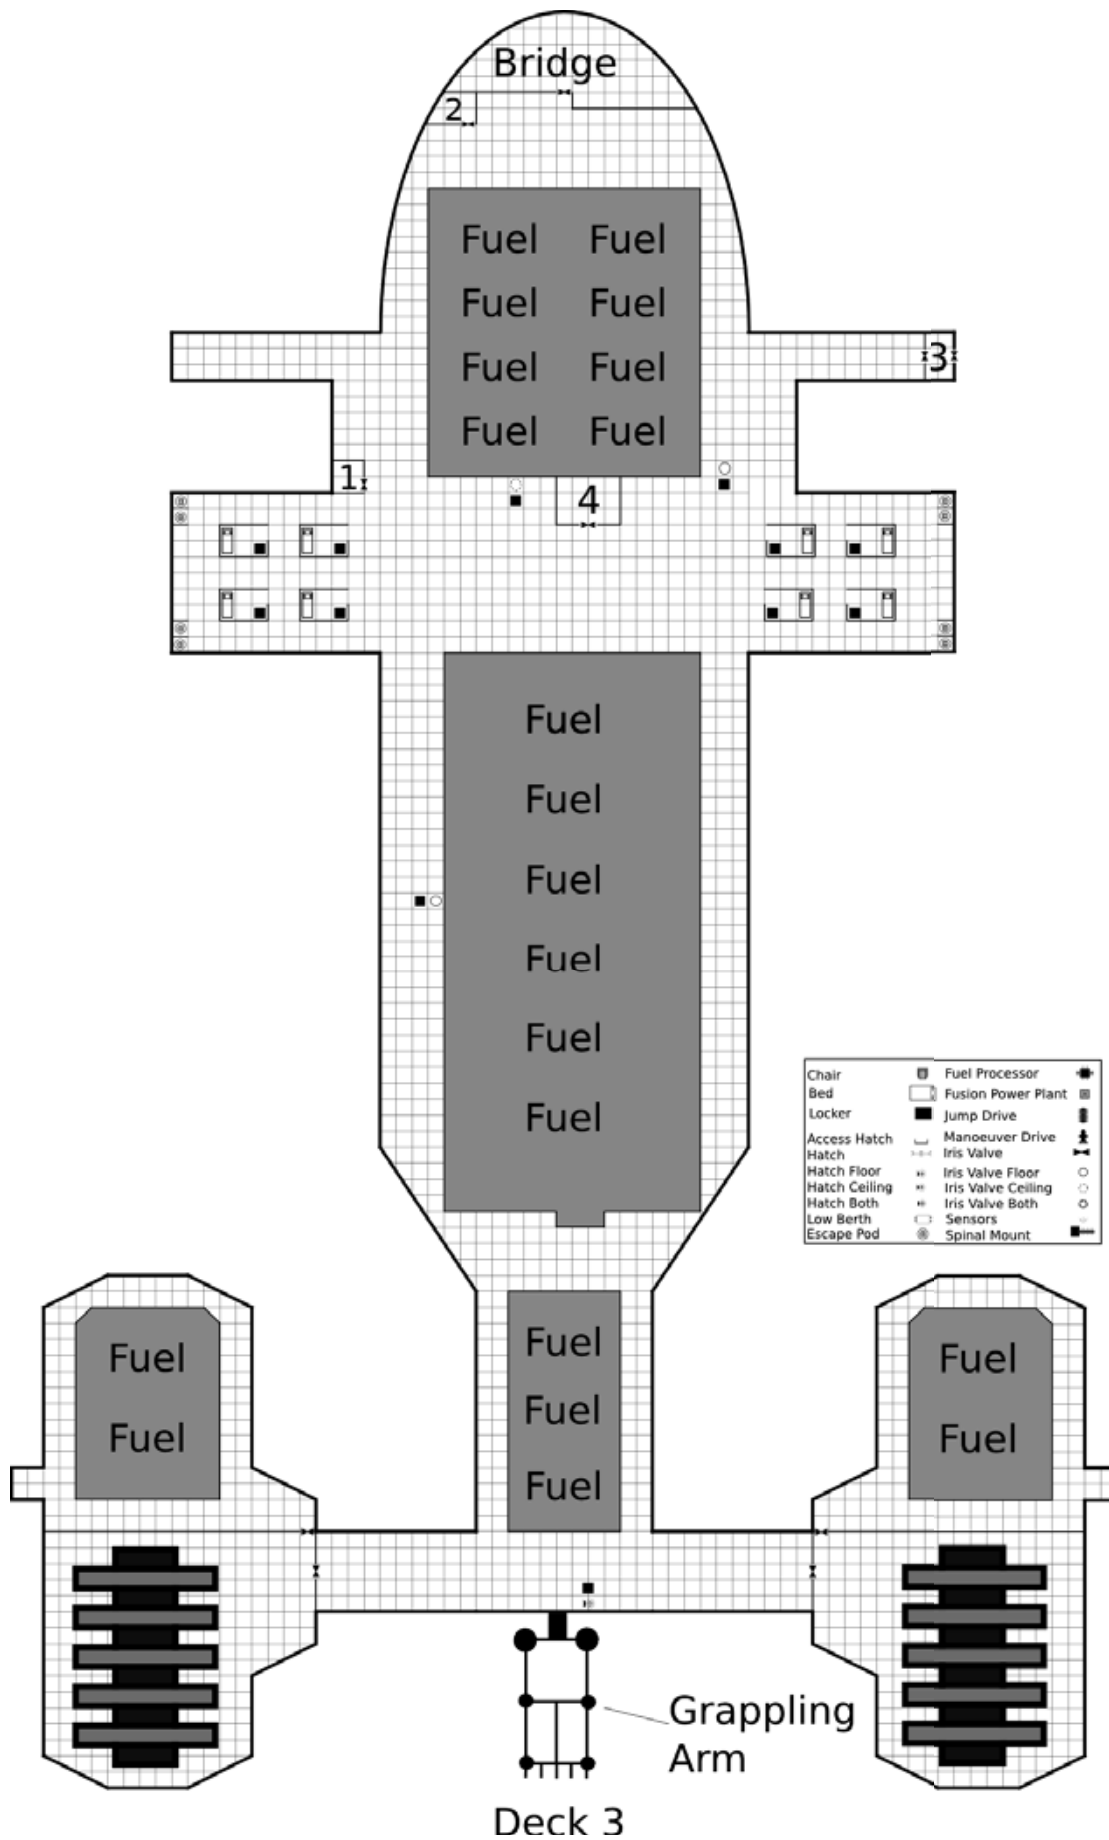 Bridge
2
Fuel Fuel
Fuel Fuel
3
Fuel Fuel
Fuel Fuel
1
4
Fuel
Fuel
Fuel
Fuel
Fuel
Fuel
Chair Fuel Processor
Bed Fusion Power Plant
Locker Jump Drive
Access Hatch Manoeuver Drive
Hatch Iris Valve
Hatch Floor Iris Valve Floor
Hatch Ceiling Iris Valve Ceiling
Hatch Both Iris Valve Both
Low Berth Sensors
Escape Pod Spinal Mount
Fuel Fuel Fuel
Fuel Fuel Fuel
Fuel
Grappling
Arm
Deck 3